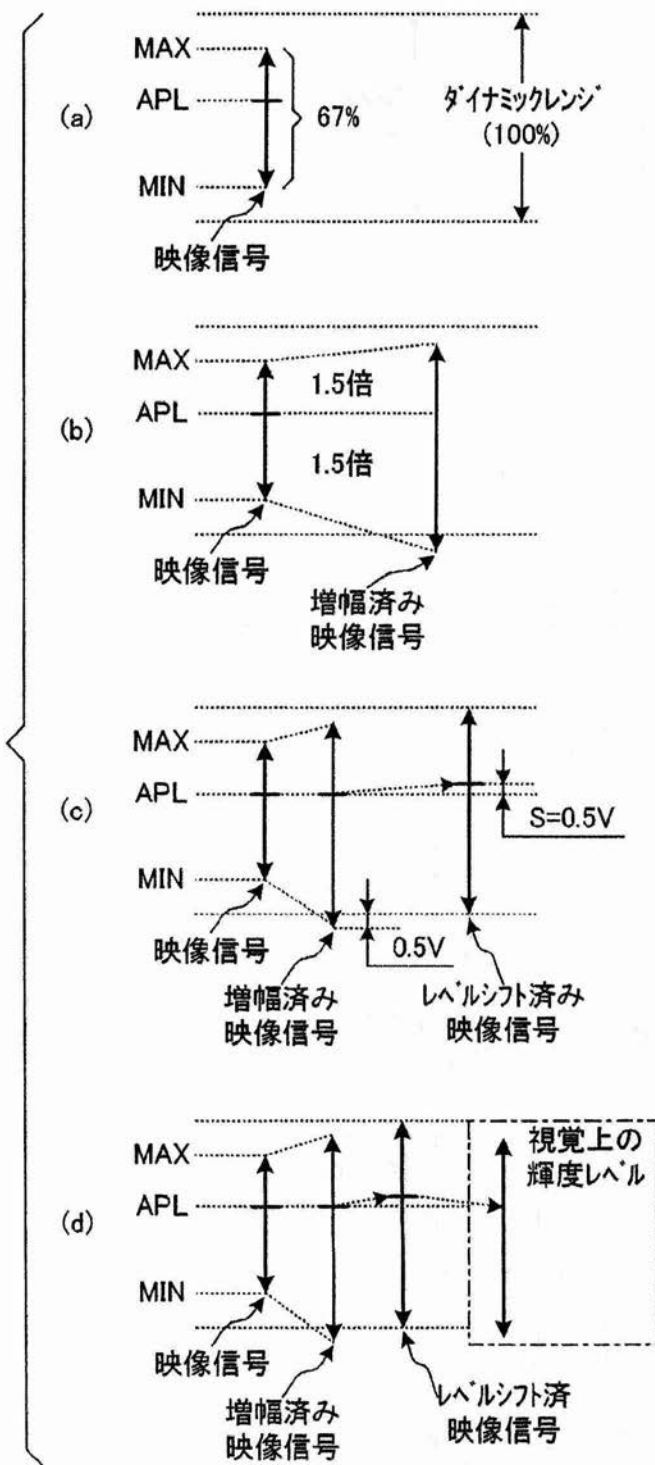 (a)
MAX
APL
MIN
67%
ダイナミックレンジ
(100%)
映像信号
(b)
MAX
APL
MIN
1.5倍
1.5倍
映像信号
増幅済み
映像信号
(c)
MAX
APL
MIN
S=0.5V
0.5V
映像信号
増幅済み
映像信号
レベルシフト済み
映像信号
(d)
MAX
APL
MIN
視覚上の
輝度レベル
映像信号
増幅済み
映像信号
レベルシフト済
映像信号